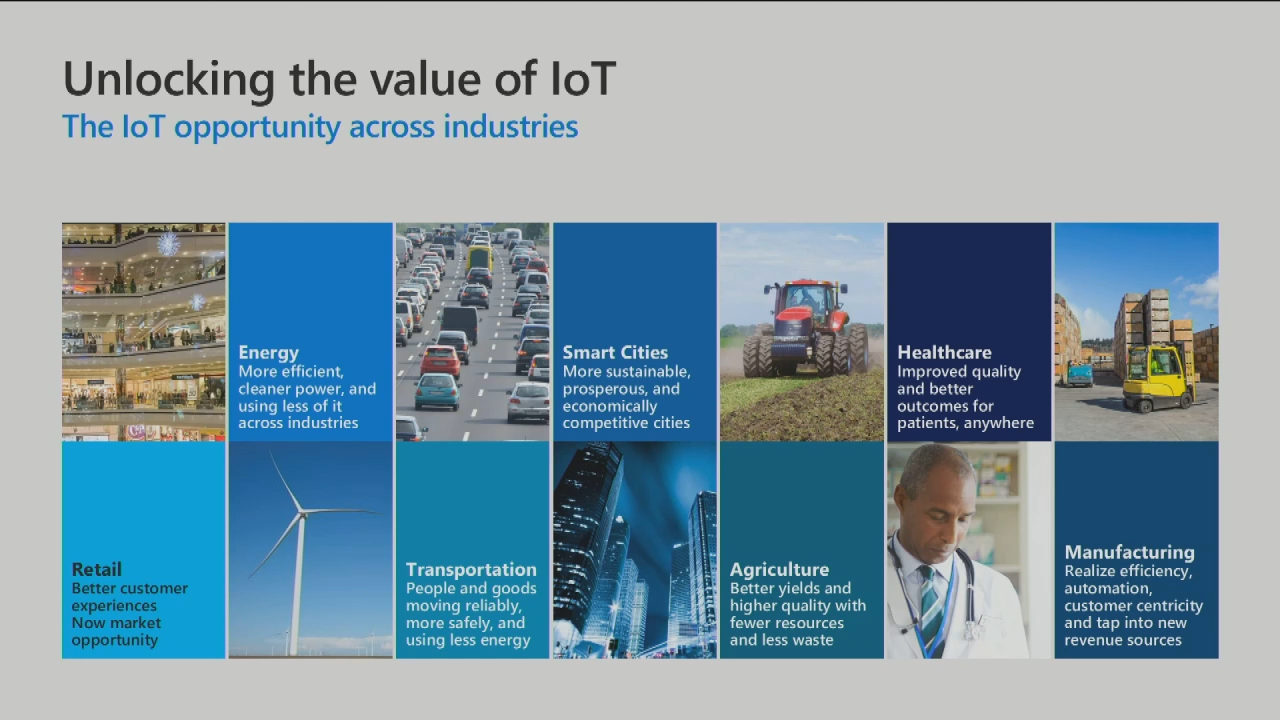 Unlocking the value of IoT
The IoT opportunity across industries
Energy
More efficient,
cleaner power, and
using less of it
across industries
Smart Cities
More sustainable,
prosperous, and
economically
competitive cities
Healthcare
Improved quality
and better
outcomes for
patients, anywhere
Retail
Better customer
experiences
Now market
opportunity
Transportation
People and goods
moving reliably,
more safely, and
using less energy
Agriculture
Better yields and
higher quality with
fewer resources
and less waste
Manufacturing
Realize efficiency,
automation,
customer centricity
and tap into new
revenue sources